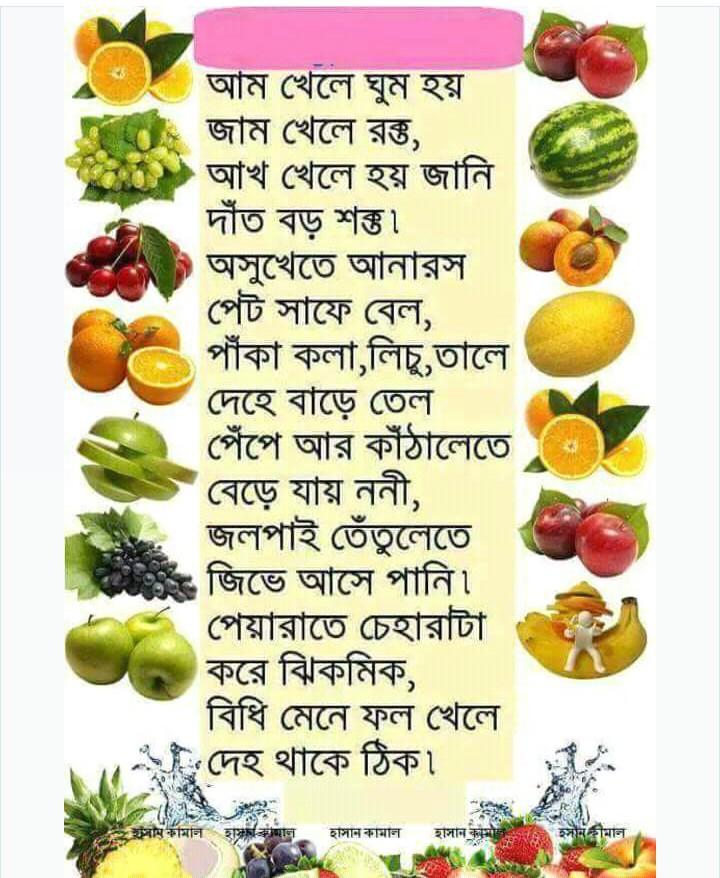 আম খেলে ঘুম হয়
জাম খেলে রক্ত,
আখ খেলে হয় জানি
দাঁত বড় শক্ত।
অসুখেতে আনারস
পেট সাফে বেল,
পাঁকা কলা,লিচু,তালে
দেহে বাড়ে তেল
পেঁপে আর কাঁঠালেতে
বেড়ে যায় ননী,
জলপাই তেঁতুলেতে
জিভে আসে পানি।
পেয়ারাতে চেহারাটা
করে ঝিকমিক,
বিধি মেনে ফল খেলে
দেহ থাকে ঠিক।
হাসান কামাল হাসান কামাল হাসান কামাল হাসান কামাল হাসান কামাল